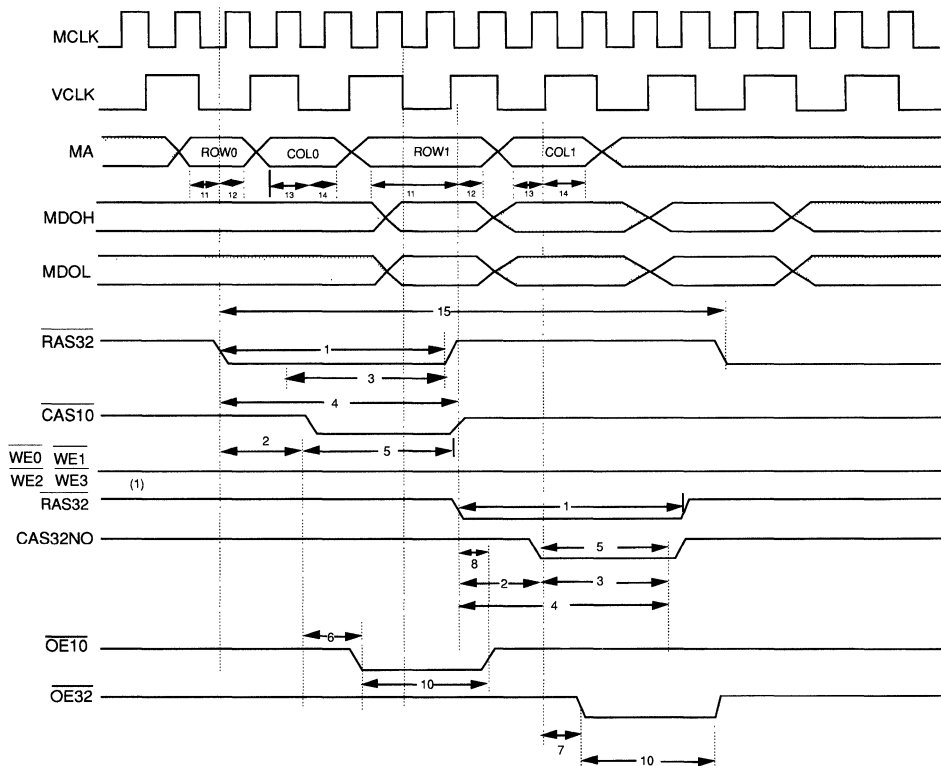 MCLK
VCLK
MA ROW0 COL0 ROW1 COL1
11 12 13 14 11 12 13 14
MDOH
MDOL
15
RAS32 1
3
4
CAS10
2 5
WE0 WE1
WE2 WE3 (1)
RAS32 1
CAS32NO 5
8
2 3
4
6
OE10
10
OE32
7 10